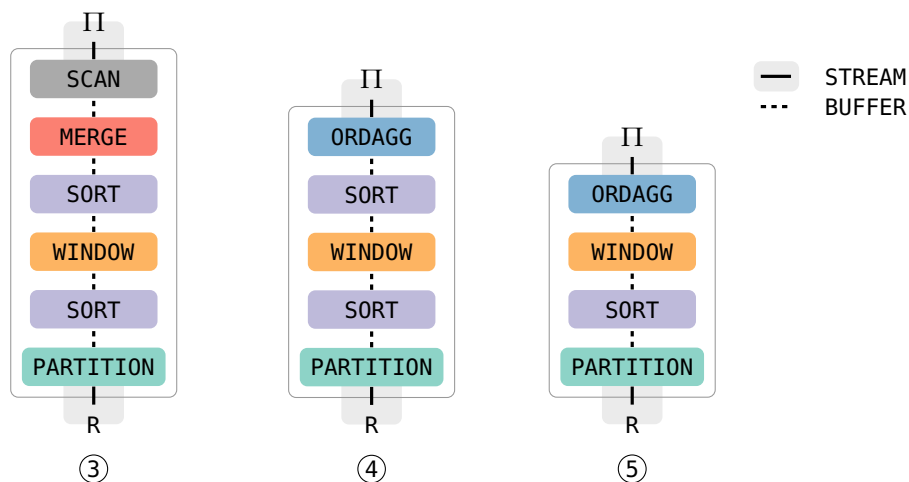 Π
SCAN
MERGE
SORT
WINDOW
SORT
PARTITION
R
③
Π
ORDAGG
SORT
WINDOW
SORT
PARTITION
R
④
Π
ORDAGG
WINDOW
SORT
PARTITION
R
⑤
STREAM
BUFFER